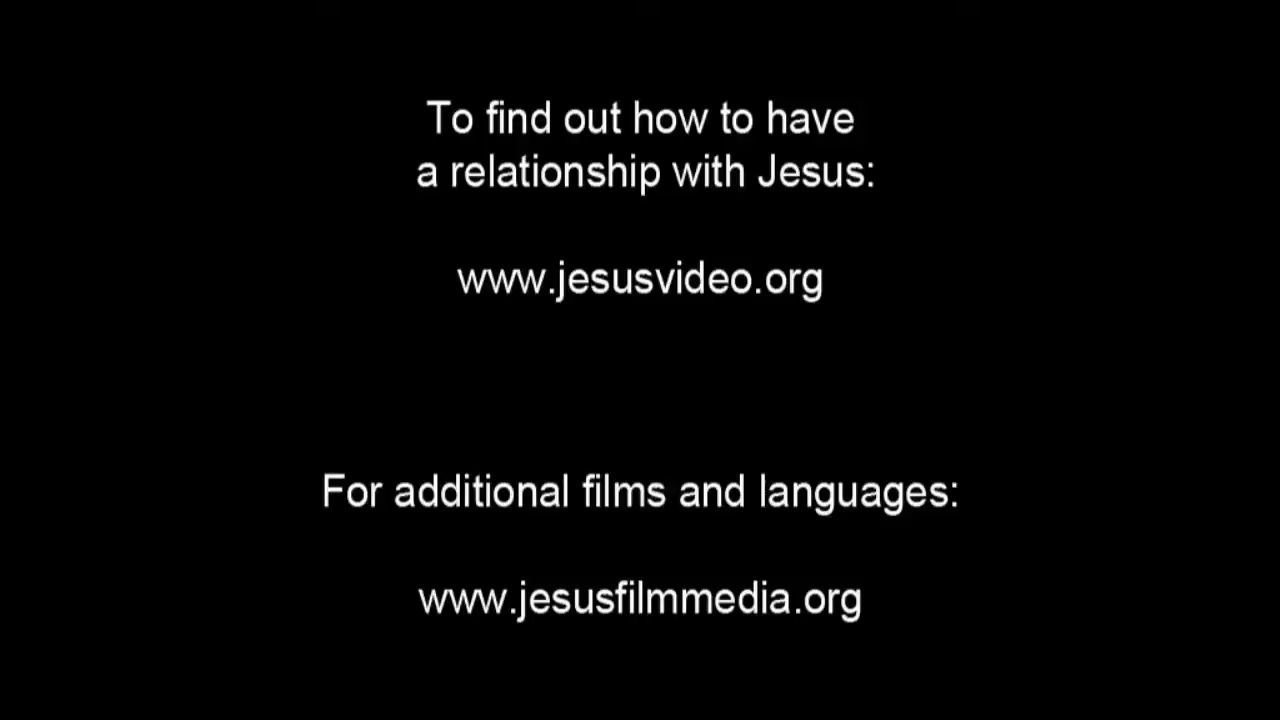 To find out how to have
a relationship with Jesus:
www.jesusvideo.org
For additional films and languages:
www.jesusfilmmedia.org